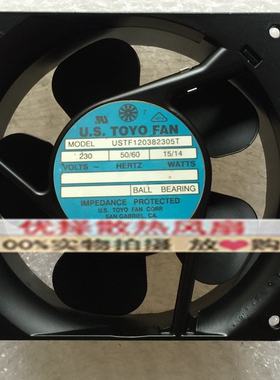 U.S. TOYO FAN
MODEL USTF120382305T
230 50/60 15/14
VOLTS~ HERTZ WATTS
BALL BEARING
IMPEDANCE PROTECTED
U.S. TOYO FAN CORP.
SAN GABRIEL, CA.
优择散热风扇
00%实物拍摄 放❤购